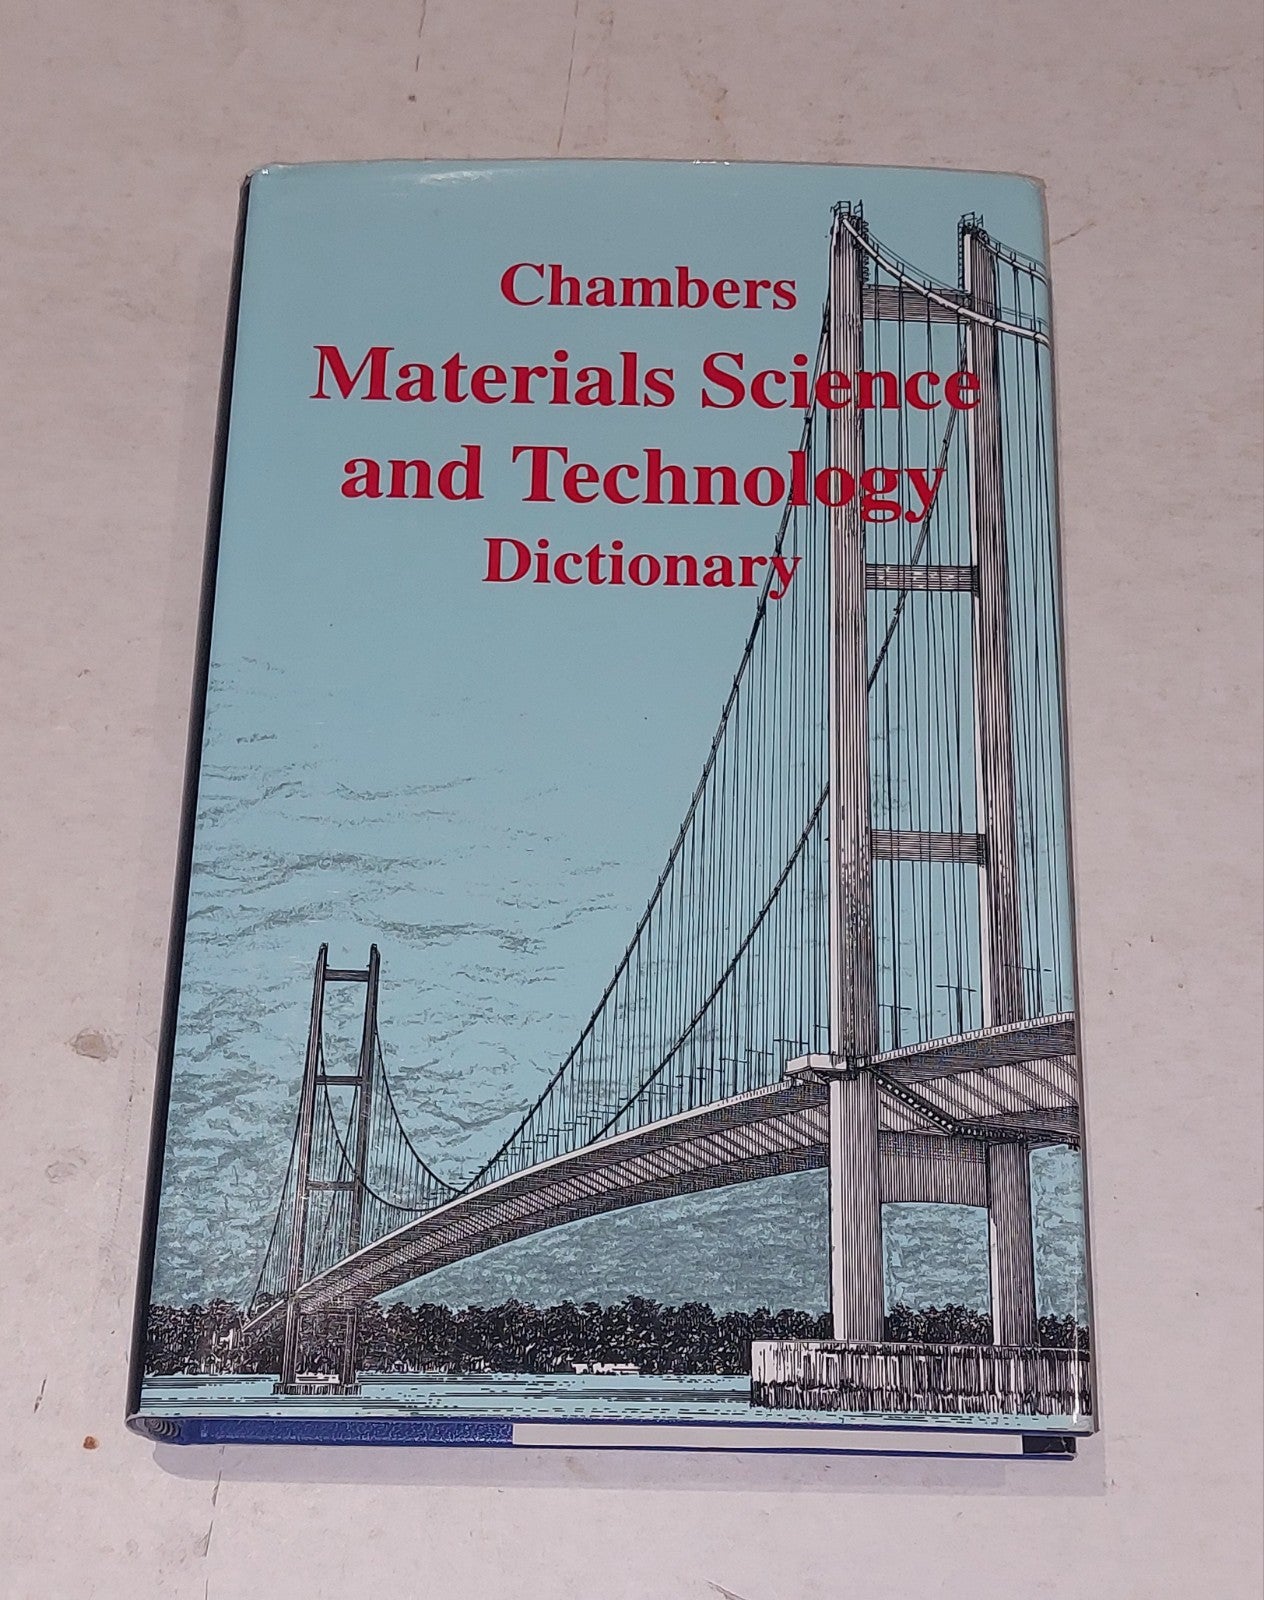 Chambers
Materials Science
and Technology
Dictionary